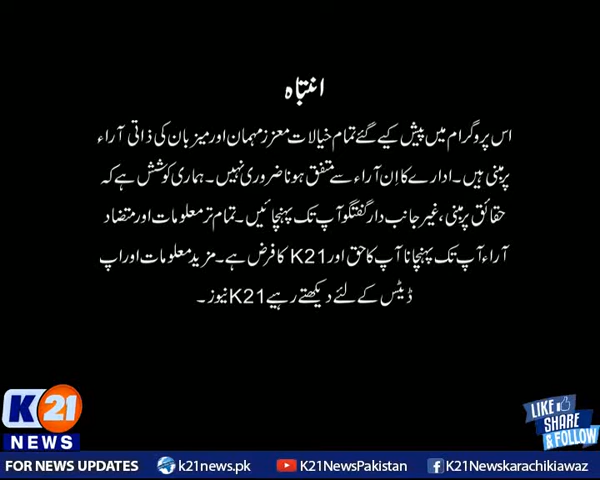 انتباہ
اس پروگرام میں پیش کیے گئے تمام خیالات معزز مہمان اور میزبان کی ذاتی آراء
پر مبنی ہیں۔ ادارے کا اِن آراء سے متفق ہونا ضروری نہیں۔ ہماری کوشش ہے کہ
حقائق پر مبنی، غیر جانب دار گفتگو آپ تک پہنچائیں۔ تمام تر معلومات اور متضاد
آراء آپ تک پہنچانا آپ کا حق اور K21 کا فرض ہے۔ مزید معلومات اور اپ
ڈیٹس کے لئے دیکھتے رہیے K21 نیوز۔
K21
NEWS
LIKE
SHARE
& FOLLOW
FOR NEWS UPDATES k21news.pk K21NewsPakistan K21Newskarachikiawaz